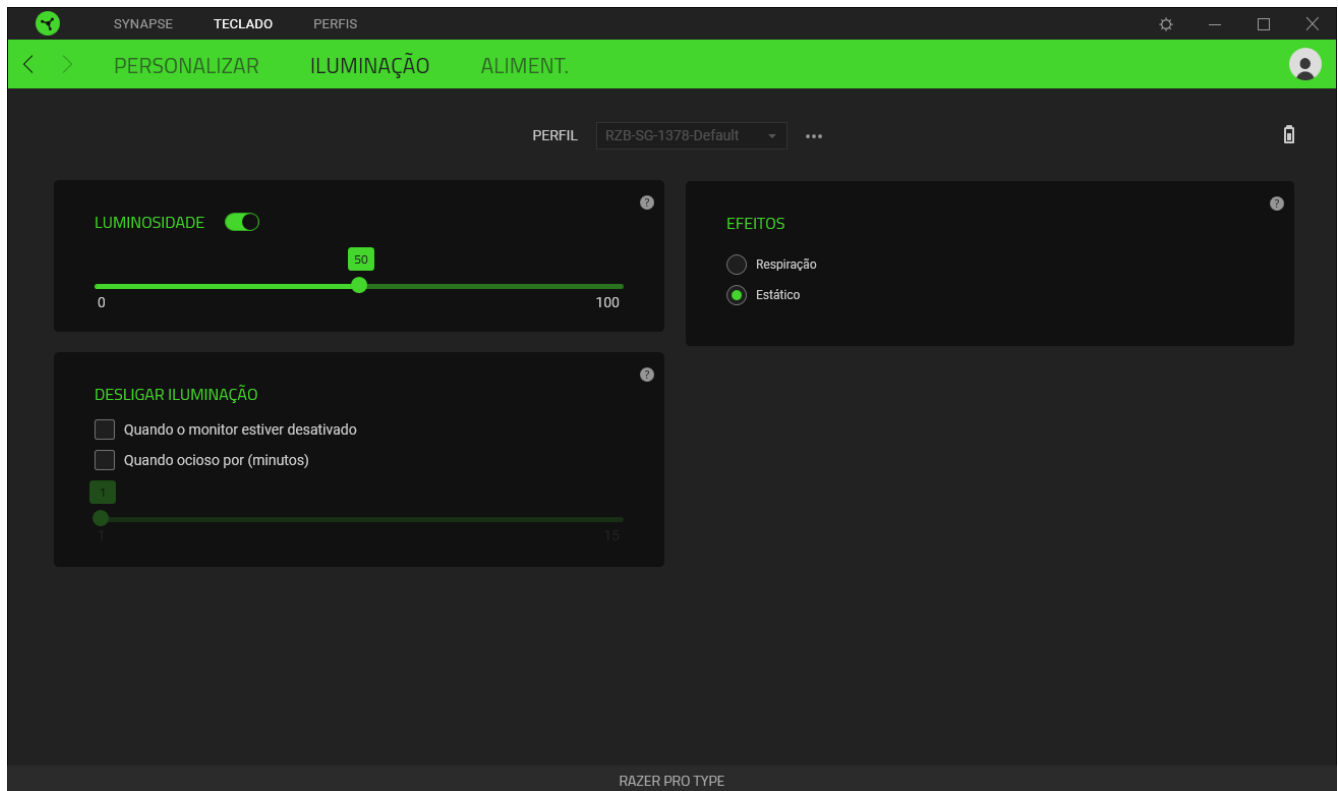 SYNAPSE TECLADO PERFIS
PERSONALIZAR ILUMINAÇÃO ALIMENT.
PERFIL RZB-SG-1378-Default
LUMINOSIDADE
50
0 100
EFEITOS
Respiração
Estático
DESLIGAR ILUMINAÇÃO
Quando o monitor estiver desativado
Quando ocioso por (minutos)
1
1 15
RAZER PRO TYPE